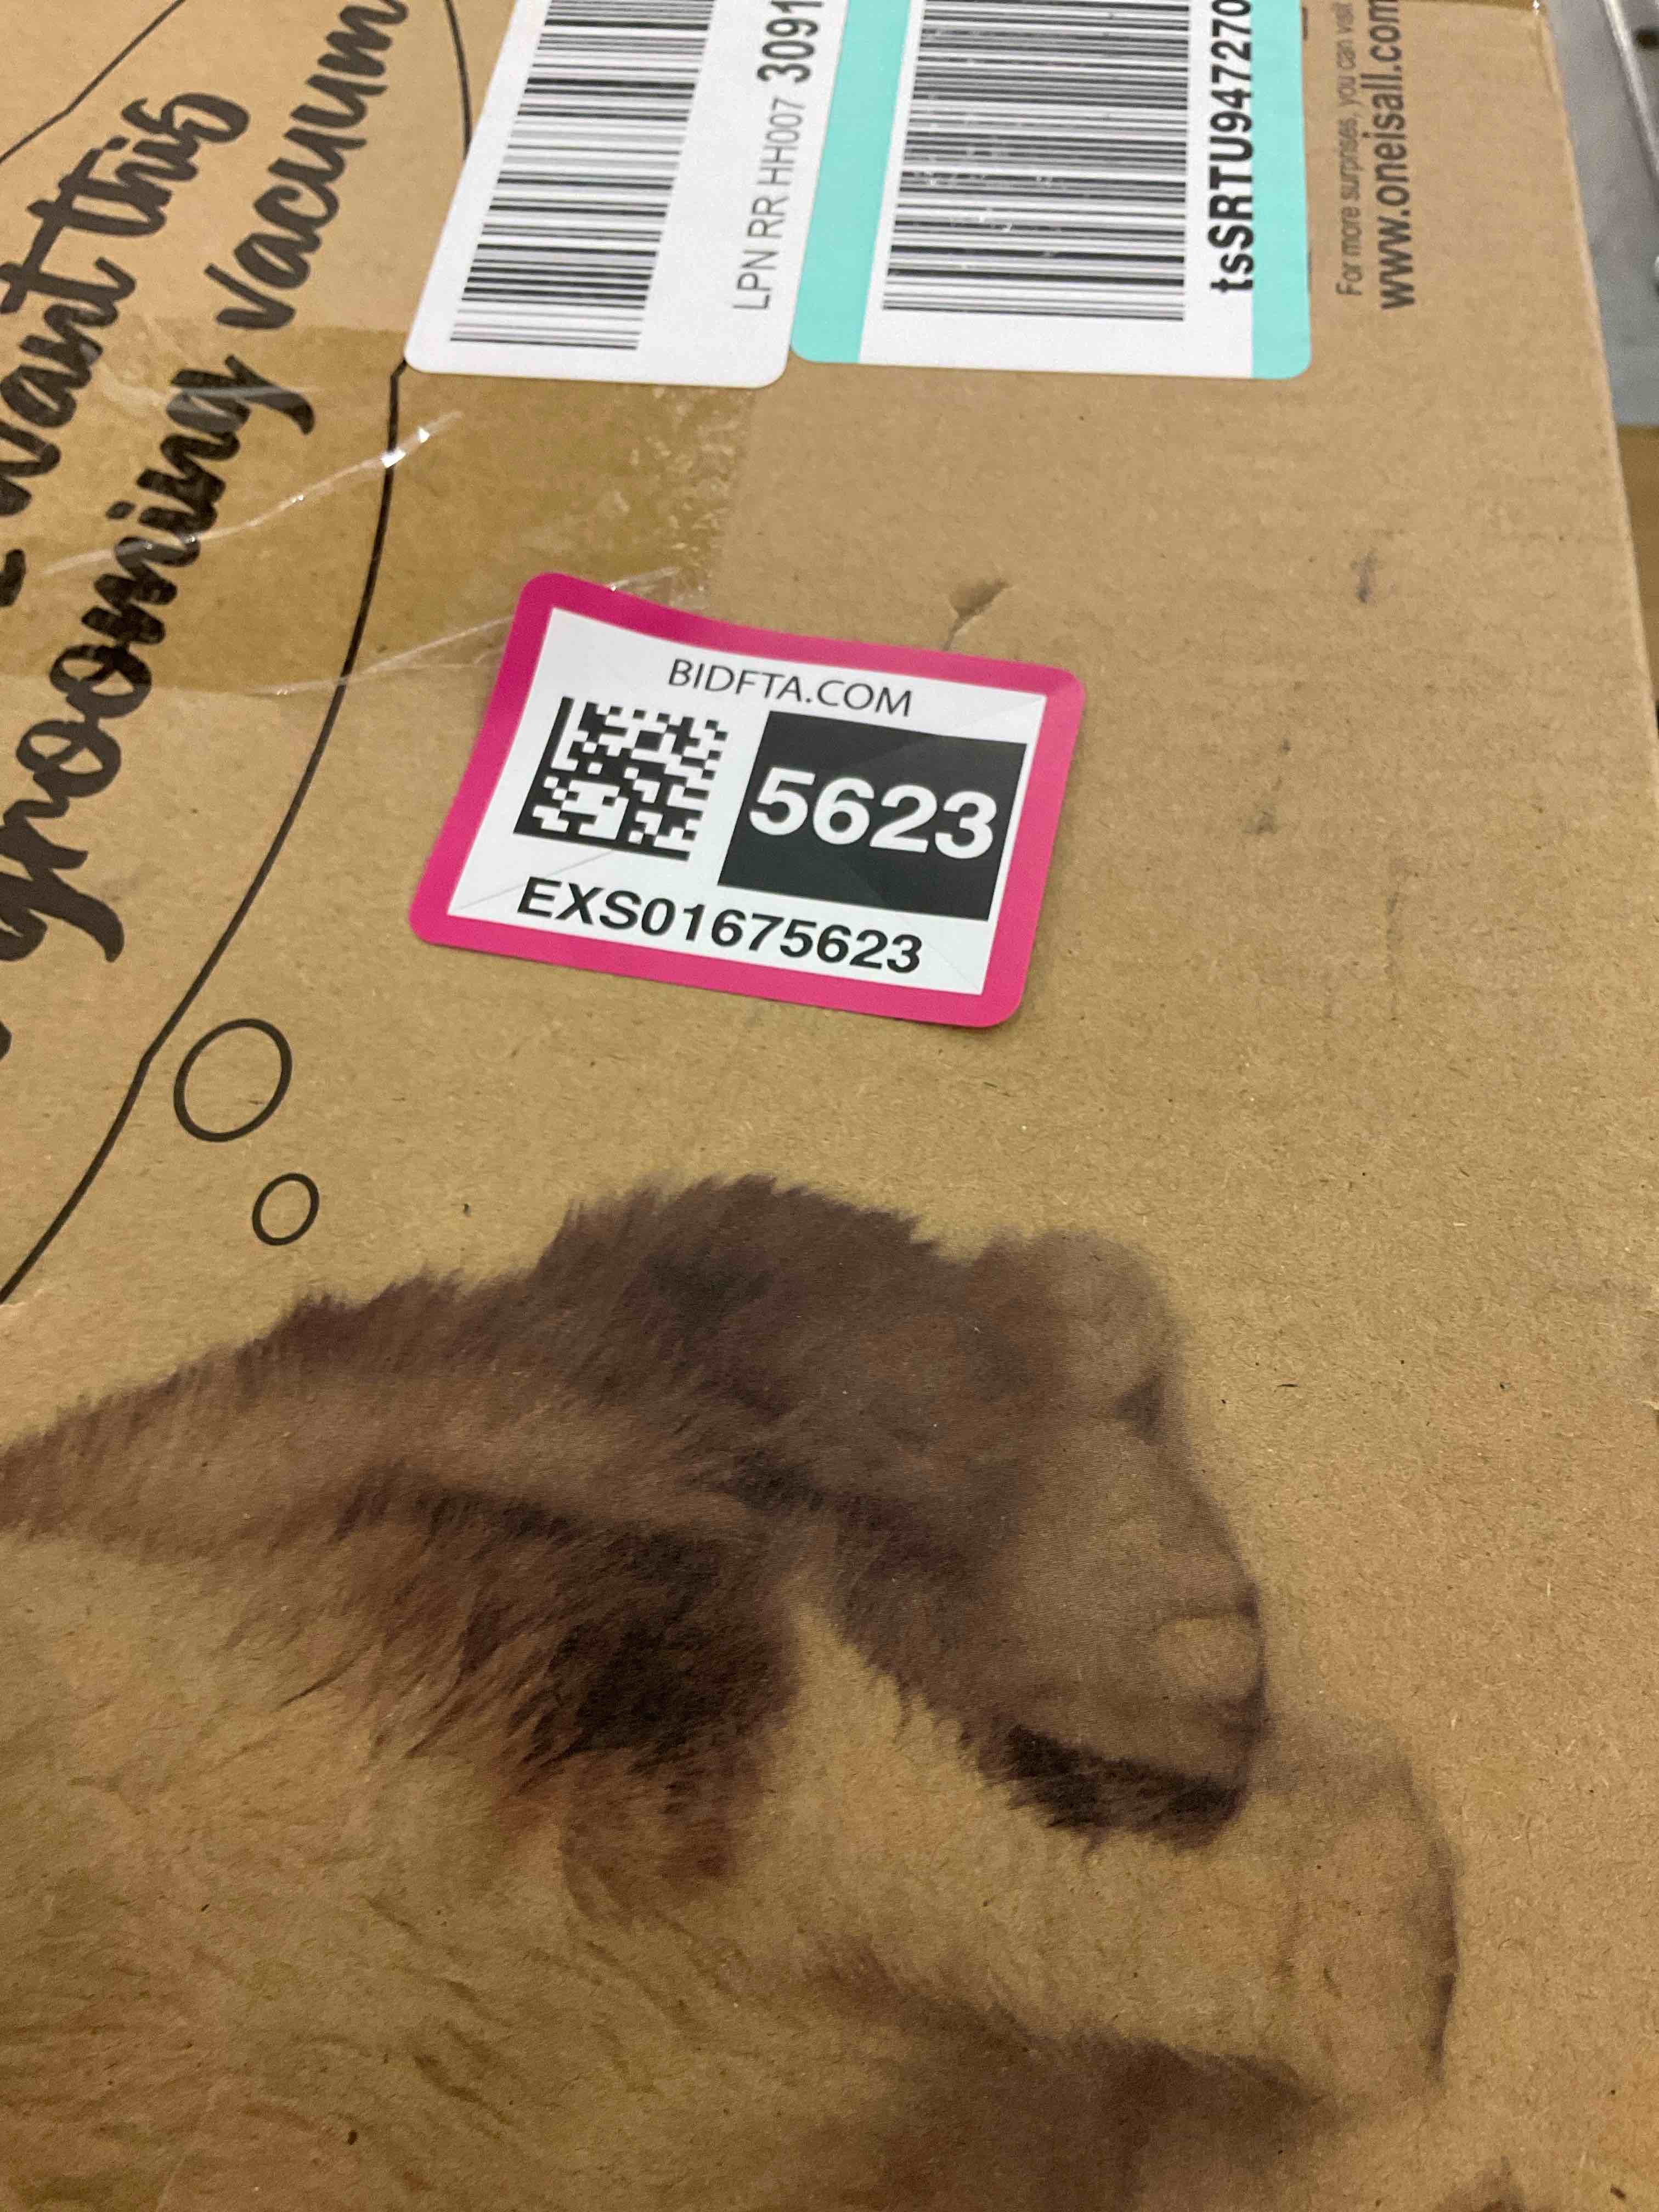 want this
grooming vacuum
LPN RR HH007 3091
tsSRTU947270
For more surprises, you can visit
www.oneisall.com
BIDFTA.COM
5623
EXS01675623